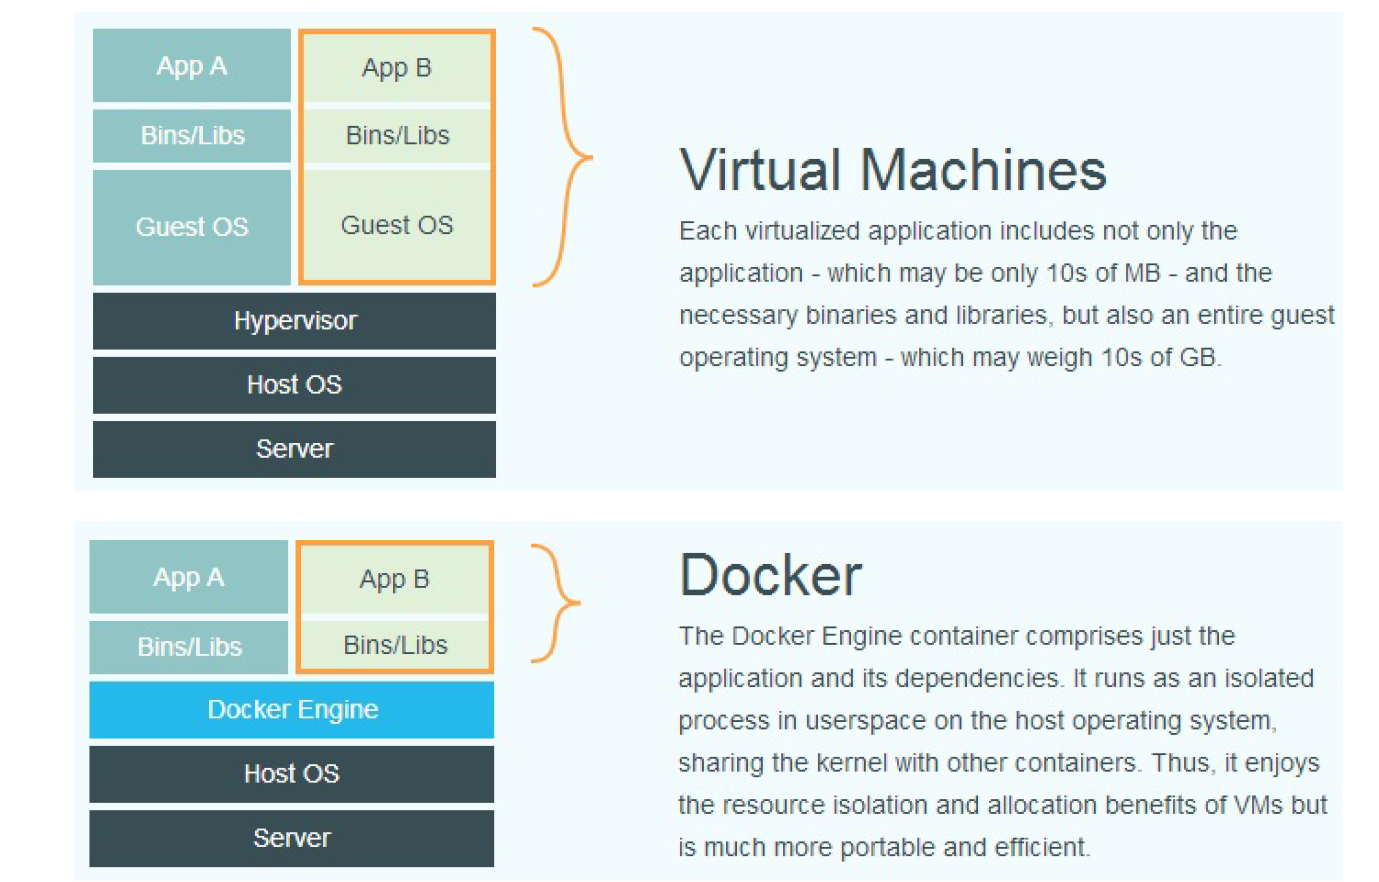 App A
App B
Bins/Libs
Bins/Libs
Guest OS
Guest OS
Hypervisor
Host OS
Server
Virtual Machines
Each virtualized application includes not only the
application - which may be only 10s of MB - and the
necessary binaries and libraries, but also an entire guest
operating system - which may weigh 10s of GB.
App A
App B
Bins/Libs
Bins/Libs
Docker Engine
Host OS
Server
Docker
The Docker Engine container comprises just the
application and its dependencies. It runs as an isolated
process in userspace on the host operating system,
sharing the kernel with other containers. Thus, it enjoys
the resource isolation and allocation benefits of VMs but
is much more portable and efficient.